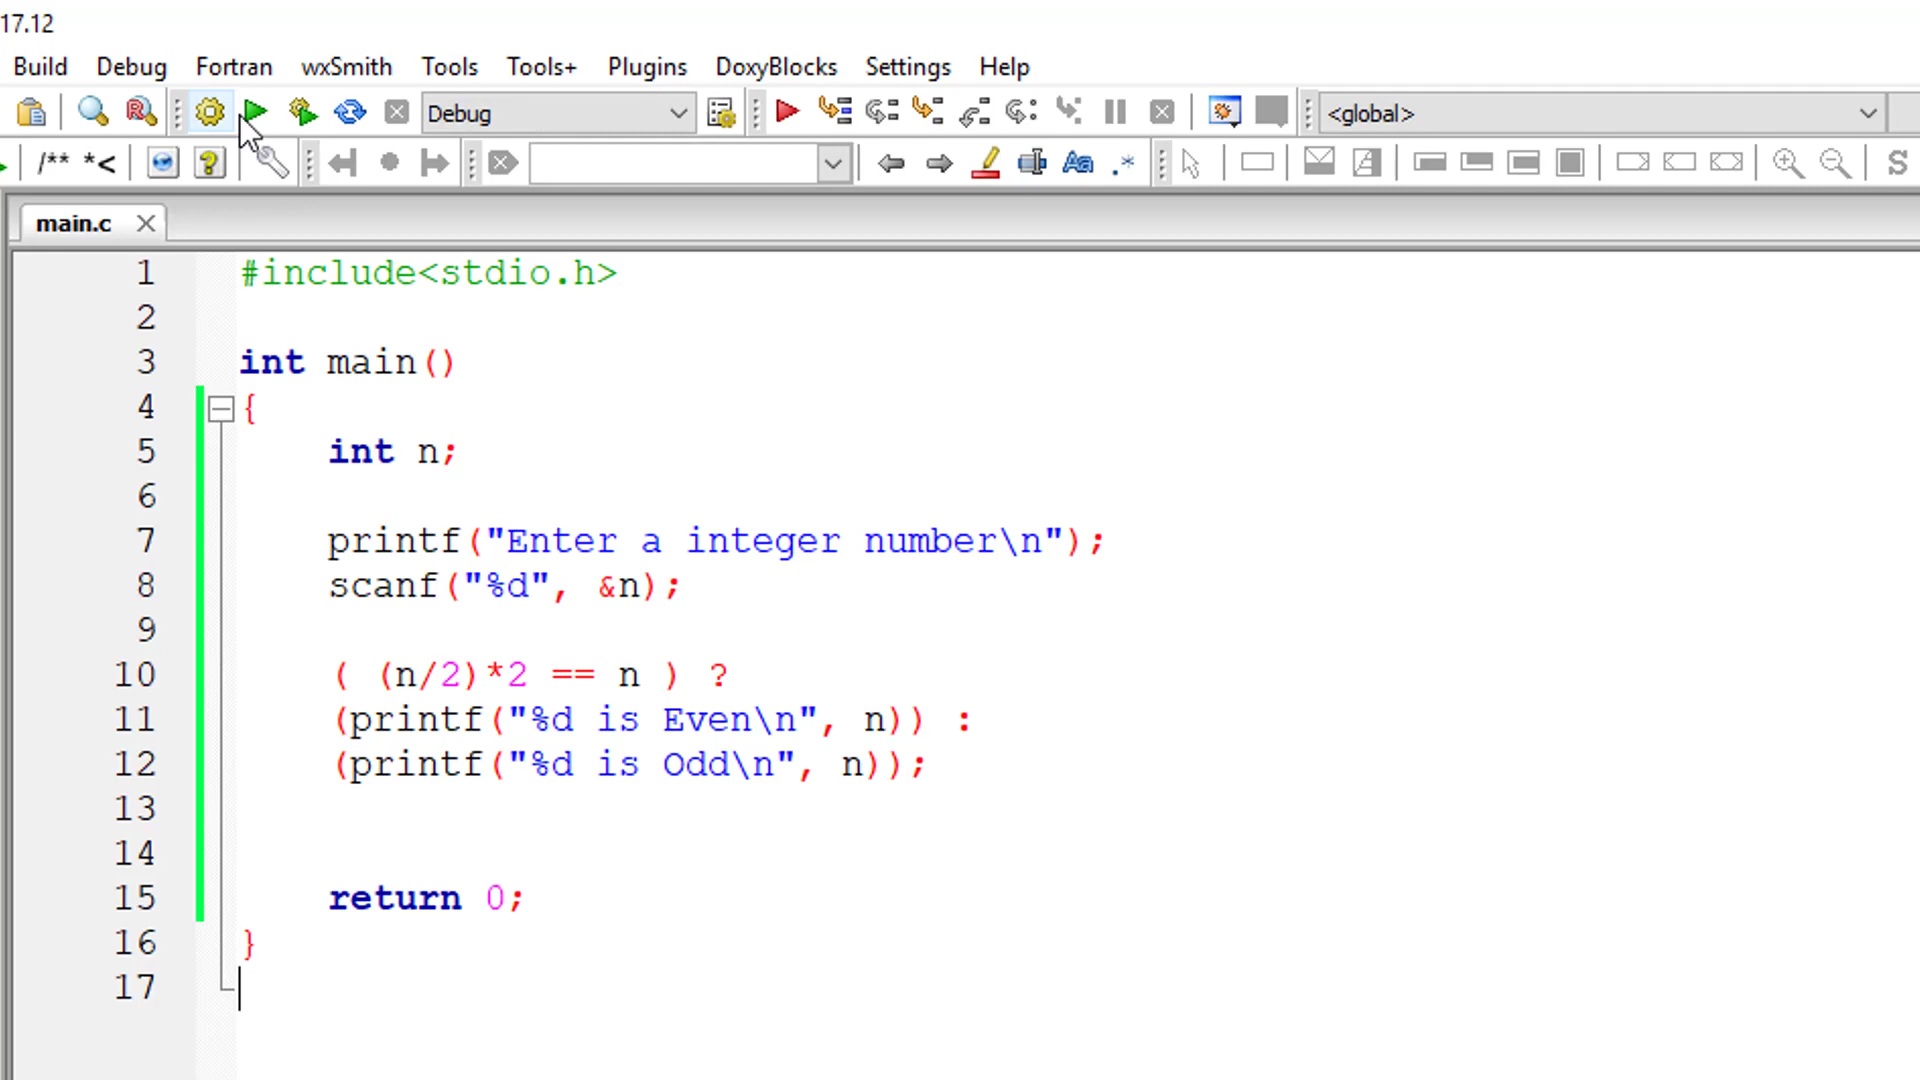 17.12
Build Debug Fortran wxSmith Tools Tools+ Plugins DoxyBlocks Settings Help
Debug <global>
/** *< Aa .* S
main.c
1 #include<stdio.h>
2
3 int main()
4 {
5 int n;
6
7 printf("Enter a integer number\n");
8 scanf("%d", &n);
9
10 ( (n/2)*2 == n ) ?
11 (printf("%d is Even\n", n)) :
12 (printf("%d is Odd\n", n));
13
14
15 return 0;
16 }
17